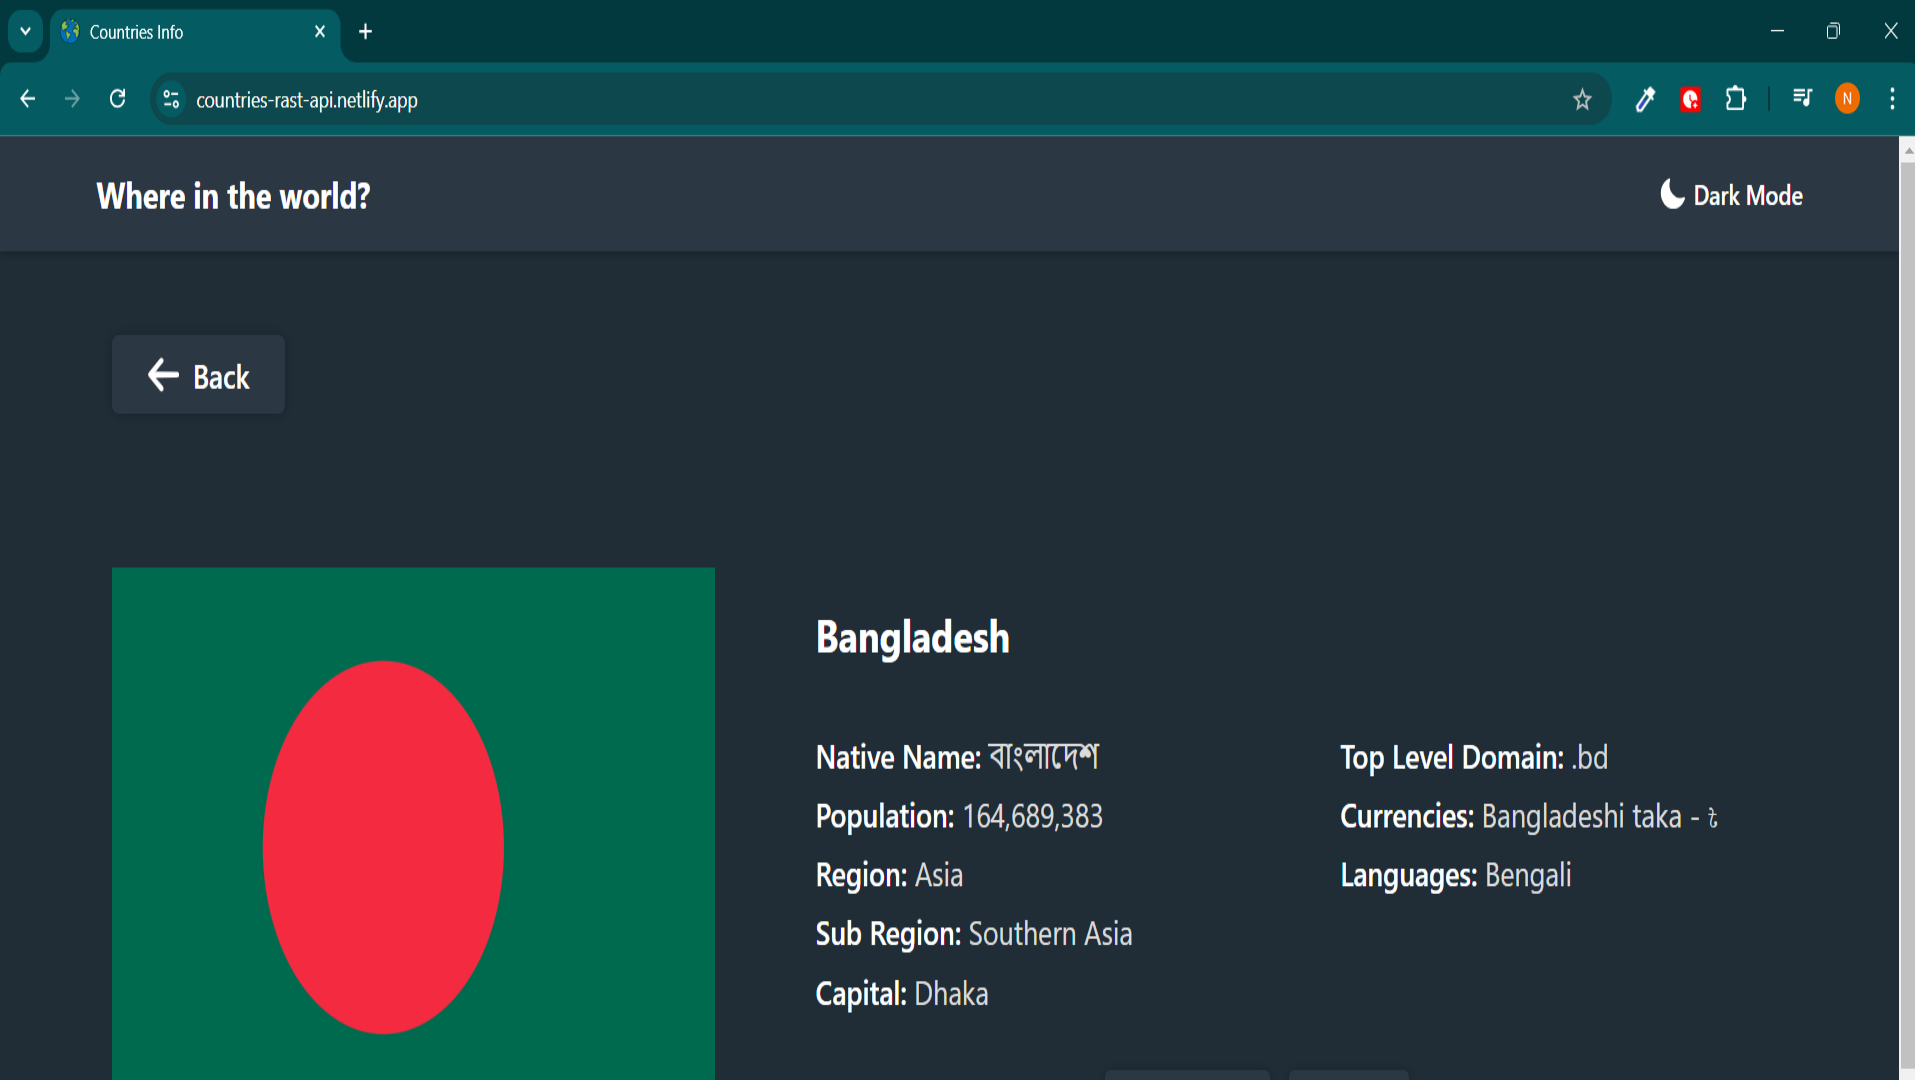 Countries Info
countries-rast-api.netlify.app
N
Where in the world?
Dark Mode
Back
Bangladesh
Native Name: বাংলাদেশ
Population: 164,689,383
Region: Asia
Sub Region: Southern Asia
Capital: Dhaka
Top Level Domain: .bd
Currencies: Bangladeshi taka - ৳
Languages: Bengali